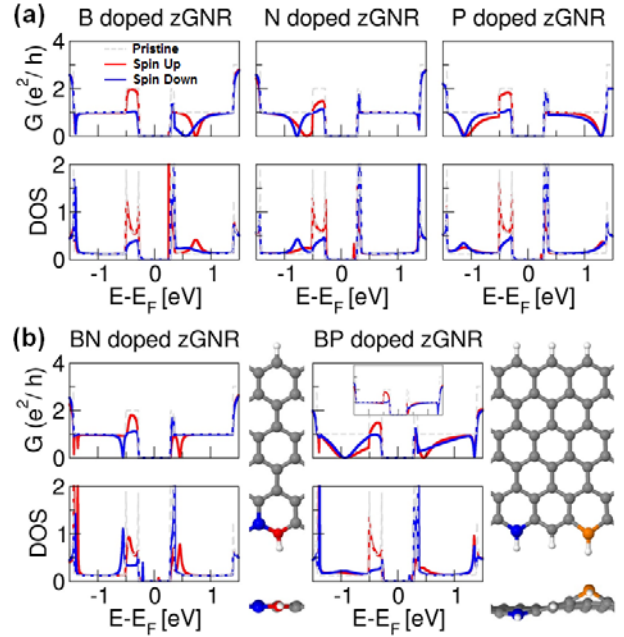 (a)
B doped zGNR N doped zGNR P doped zGNR
Pristine
Spin Up
Spin Down
G (e²/ h)
4
2
0
DOS
2
1
0
-1 0 1 -1 0 1 -1 0 1
E-E_F [eV] E-E_F [eV] E-E_F [eV]
(b)
BN doped zGNR BP doped zGNR
G (e²/ h)
4
2
0
DOS
2
1
0
-1 0 1 -1 0 1
E-E_F [eV] E-E_F [eV]